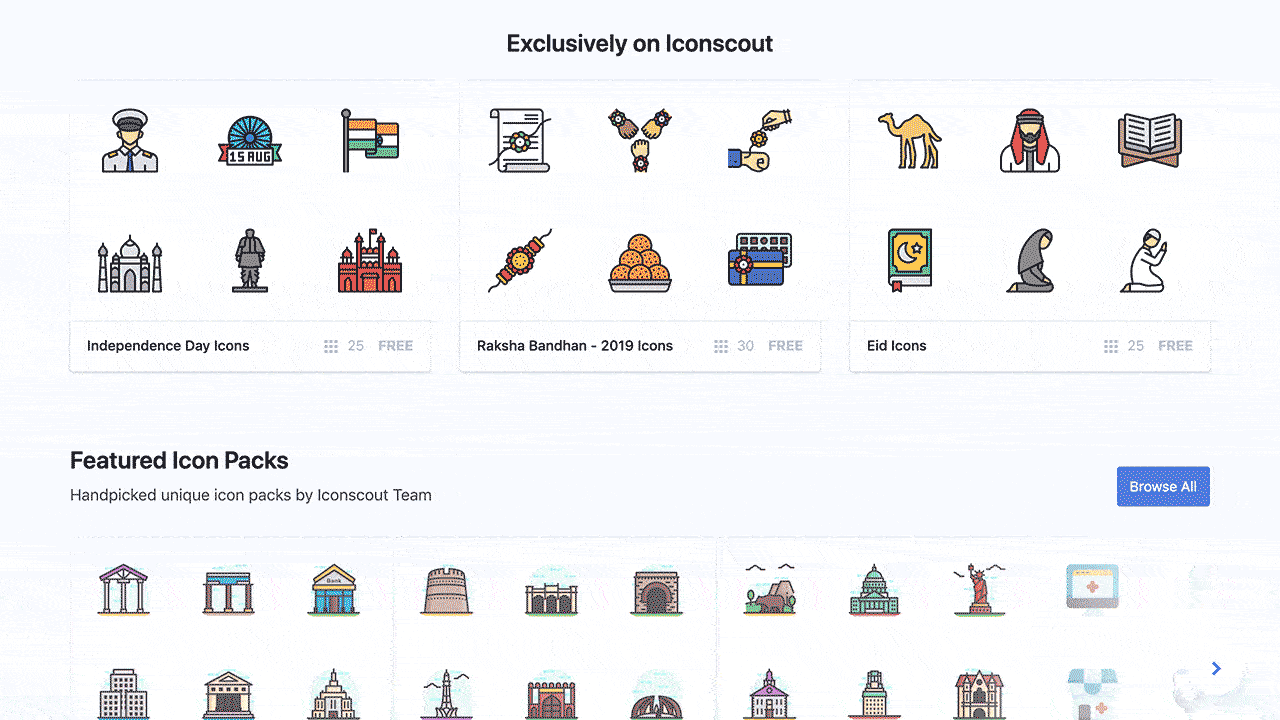 Exclusively on Iconscout
15 AUG
Independence Day Icons 25 FREE
Raksha Bandhan - 2019 Icons 30 FREE
Eid Icons 25 FREE
Featured Icon Packs
Handpicked unique icon packs by Iconscout Team
Browse All
Bank